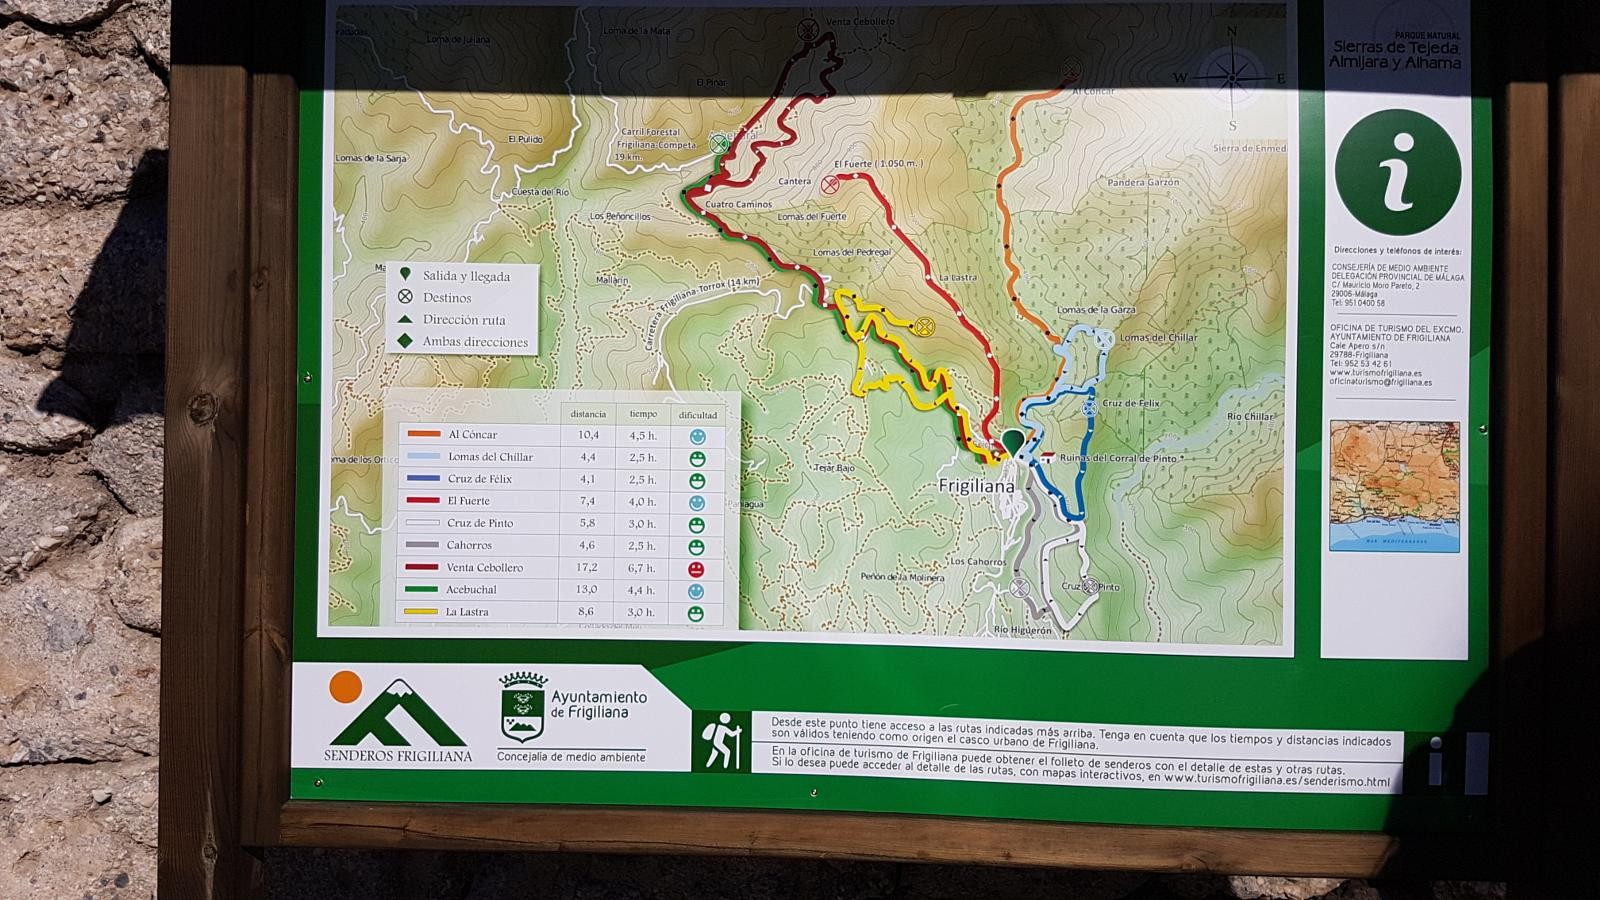 Venta Cebollero
Loma de la Mata
Loma de Juliana
PARQUE NATURAL
Sierras de Tejeda,
Almijara y Alhama
N
W E
S
El Pinar
Al Cóncar
Carril Forestal
Frigiliana-Competa
19 km.
El Pulido
Lomas de la Sarja
El Fuerte ( 1.050 m. )
Cantera
Sierra de Enmed
Pandera Garzón
Cuesta del Río
Cuatro Caminos
Los Peñoncillos
Lomas del Fuerte
Lomas del Pedregal
La Lastra
Mallarín
Carretera Frigiliana-Torrox (14 km)
Lomas de la Garza
Lomas del Chillar
Cruz de Felix
Río Chillar
Ruinas del Corral de Pinto *
Tejar Bajo
Frigiliana
Paniagua
Los Cahorros
Peñón de la Molinera
Cruz Pinto
Río Higuerón
Salida y llegada
Destinos
Dirección ruta
Ambas direcciones
distancia tiempo dificultad
Al Cóncar 10,4 4,5 h.
Lomas del Chíllar 4,4 2,5 h.
Cruz de Félix 4,1 2,5 h.
El Fuerte 7,4 4,0 h.
Cruz de Pinto 5,8 3,0 h.
Cahorros 4,6 2,5 h.
Venta Cebollero 17,2 6,7 h.
Acebuchal 13,0 4,4 h.
La Lastra 8,6 3,0 h.
i
Direcciones y teléfonos de interés:
CONSEJERÍA DE MEDIO AMBIENTE
DELEGACIÓN PROVINCIAL DE MÁLAGA
C/ Mauricio Moro Pareto, 2
29006-Málaga
Tel: 951 0400 58
OFICINA DE TURISMO DEL EXCMO.
AYUNTAMIENTO DE FRIGILIANA
Cale Apero s/n
29788-Frigiliana
Tel: 952 53 42 61
www.turismofrigiliana.es
oficinaturismo@frigiliana.es
MAR MEDITERRANEO
SENDEROS FRIGILIANA
Ayuntamiento
de Frigiliana
Concejalía de medio ambiente
Desde este punto tiene acceso a las rutas indicadas más arriba. Tenga en cuenta que los tiempos y distancias indicados
son válidos teniendo como origen el casco urbano de Frigiliana.
En la oficina de turismo de Frigiliana puede obtener el folleto de senderos con el detalle de estas y otras rutas.
Si lo desea puede acceder al detalle de las rutas, con mapas interactivos, en www.turismofrigiliana.es/senderismo.html
i